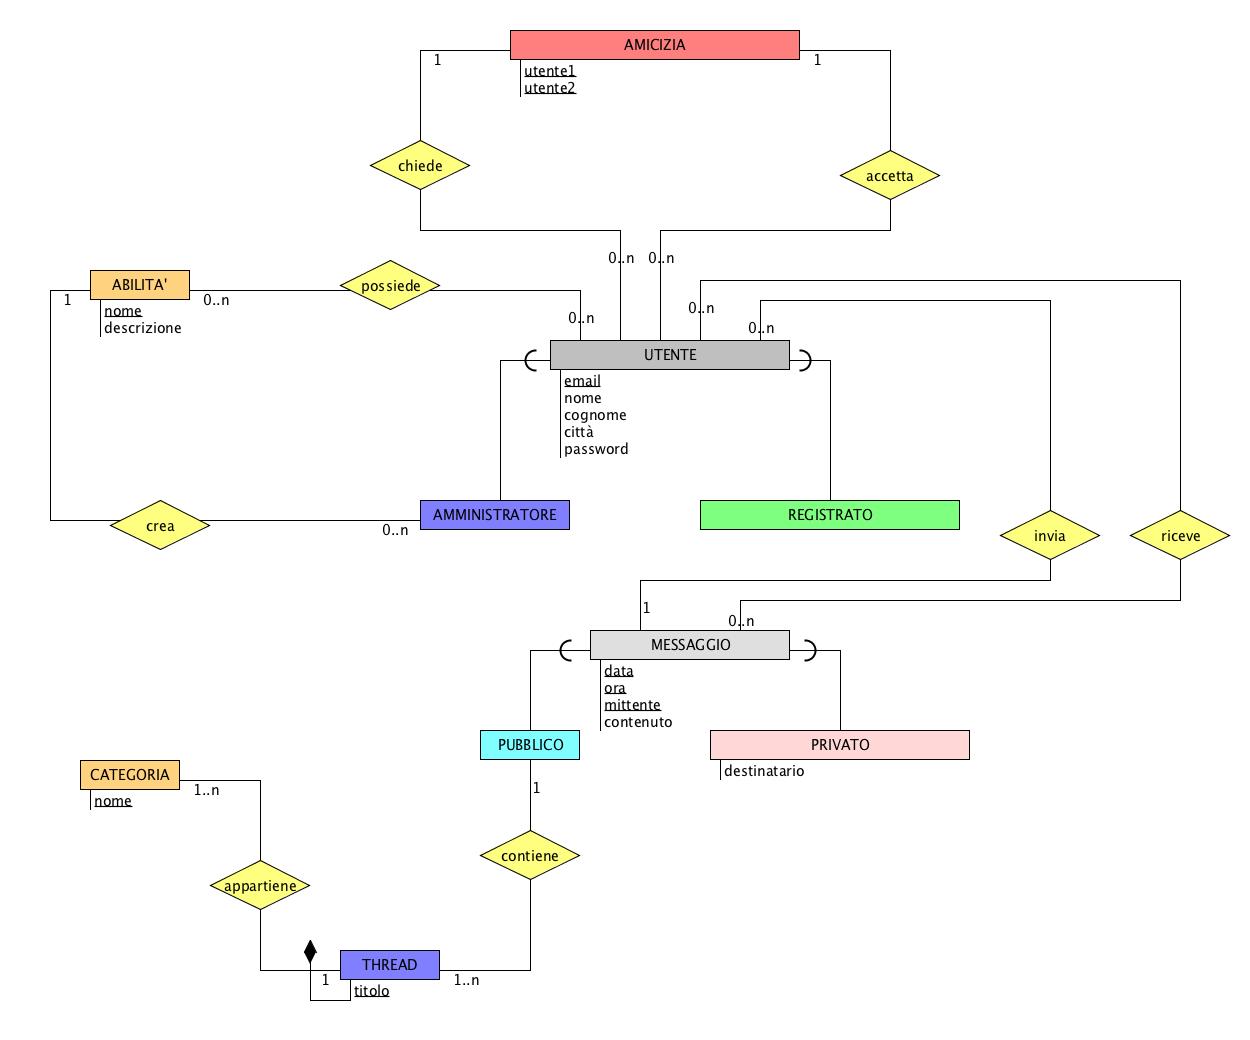 AMICIZIA
1
1
utente1
utente2
chiede
accetta
0..n
0..n
ABILITA'
possiede
1
0..n
nome
descrizione
0..n
0..n
0..n
UTENTE
email
nome
cognome
città
password
AMMINISTRATORE
REGISTRATO
crea
0..n
invia
riceve
1
0..n
MESSAGGIO
data
ora
mittente
contenuto
PUBBLICO
PRIVATO
destinatario
CATEGORIA
1..n
nome
1
contiene
appartiene
THREAD
1
1..n
titolo